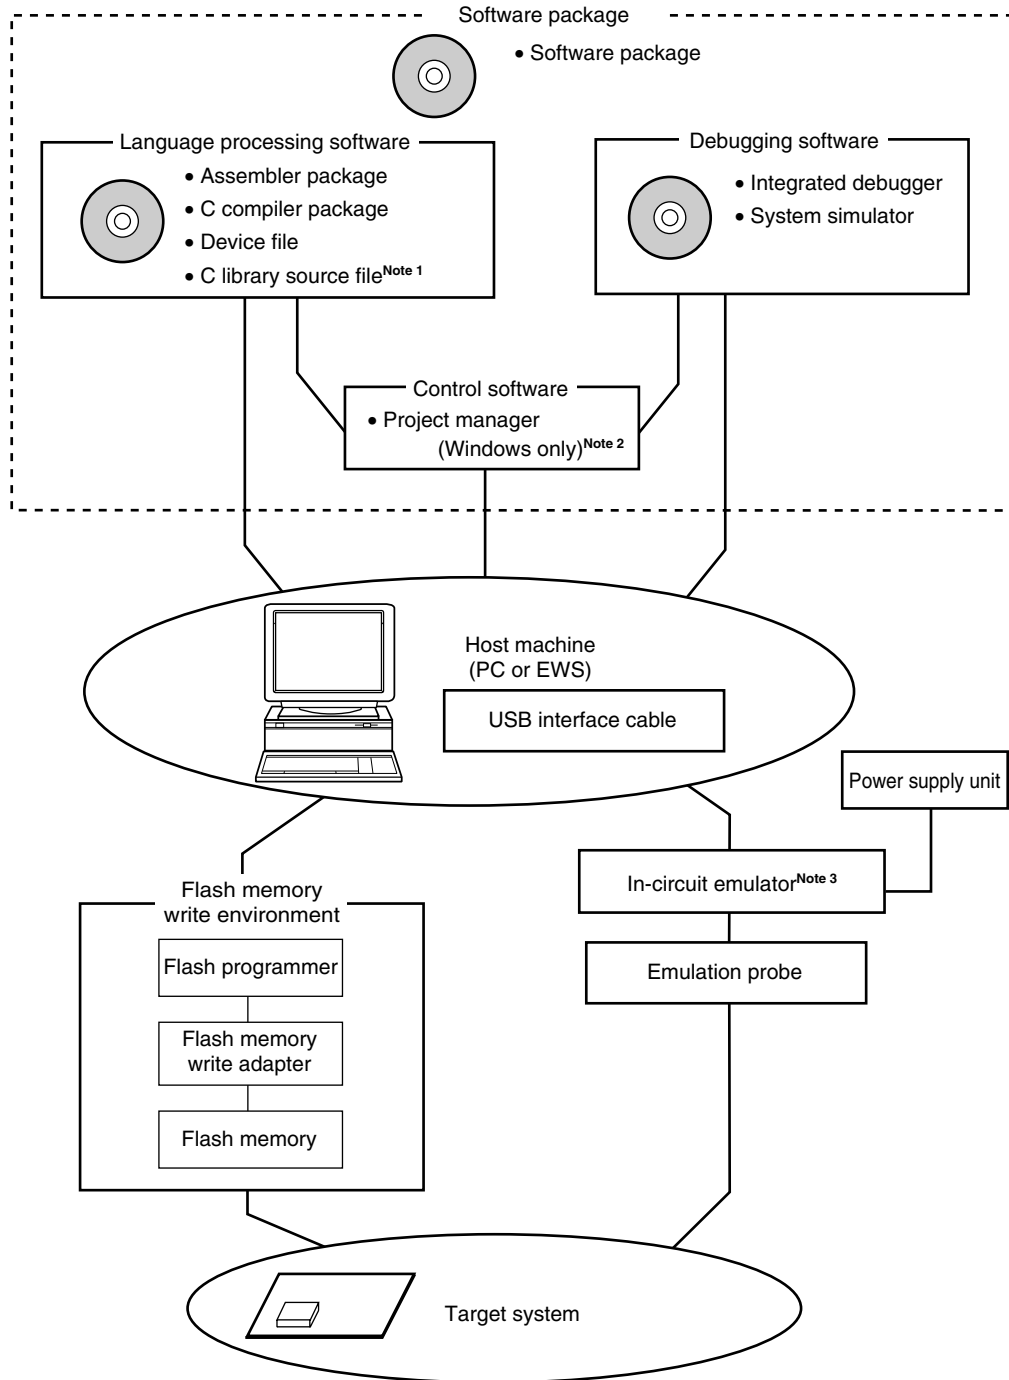 Software package
• Software package
Language processing software
• Assembler package
• C compiler package
• Device file
• C library source fileNote 1
Debugging software
• Integrated debugger
• System simulator
Control software
• Project manager
(Windows only)Note 2
Host machine
(PC or EWS)
USB interface cable
Power supply unit
Flash memory
write environment
Flash programmer
Flash memory
write adapter
Flash memory
In-circuit emulatorNote 3
Emulation probe
Target system